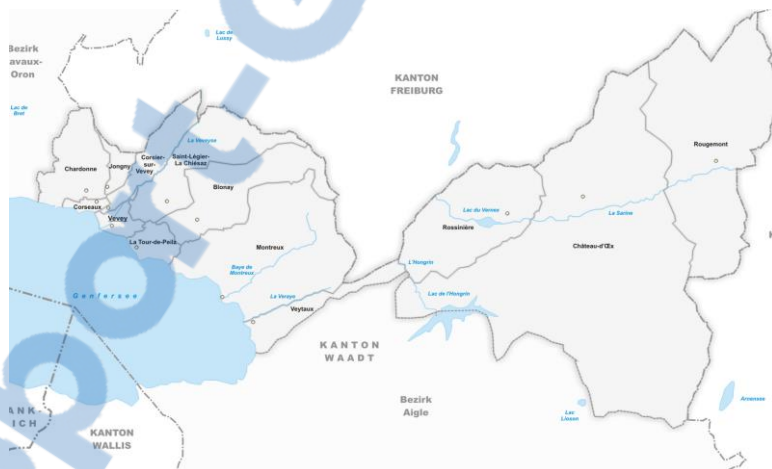 Lac de
Lussy
Bezirk
avaux-
Oron
KANTON
FREIBURG
Lac de
Bret
La Veveyse
Corsier-
sur-
Vevey
Saint-Légier-
La Chiésaz
Chardonne
Jongny
Blonay
Rougemont
Corseaux
Vevey
Lac du Vernex
La Sarine
Rossinière
La Tour-de-Peilz
Montreux
Château-d'Œx
L'Hongrin
Baye de
Montreux
Genfersee
La Veraye
Lac de l'Hongrin
Veytaux
KANTON
WAADT
Bezirk
Aigle
Lac
Lioson
Arnensee
ANK
ICH
KANTON
WALLIS